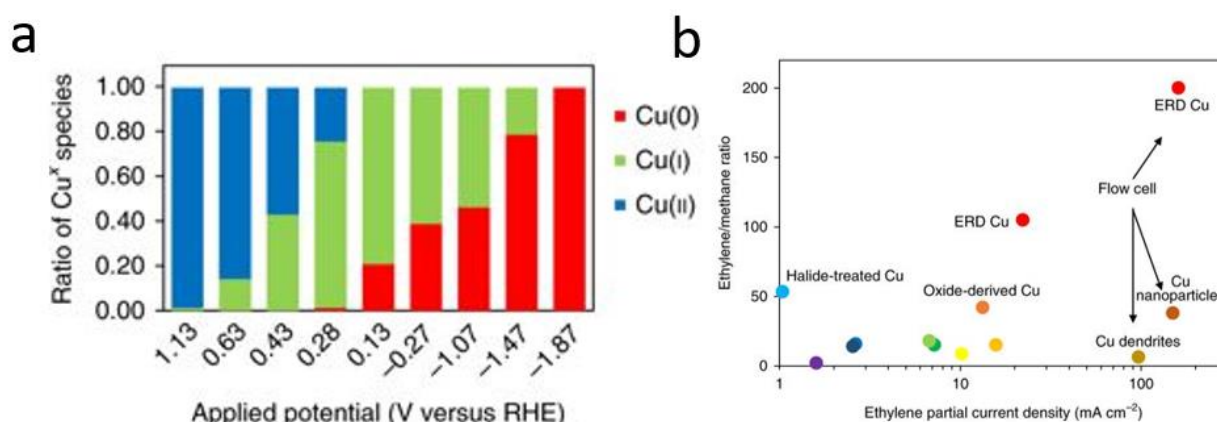 a
Ratio of Cuˣ species
1.00
0.80
0.60
0.40
0.20
0.00
1.13
0.63
0.43
0.28
0.13
−0.27
−1.07
−1.47
−1.87
Applied potential (V versus RHE)
Cu(0)
Cu(I)
Cu(II)
b
Ethylene/methane ratio
200
150
100
50
0
ERD Cu
Flow cell
ERD Cu
Halide-treated Cu
Oxide-derived Cu
Cu
nanoparticle
Cu dendrites
1
10
100
Ethylene partial current density (mA cm⁻²)